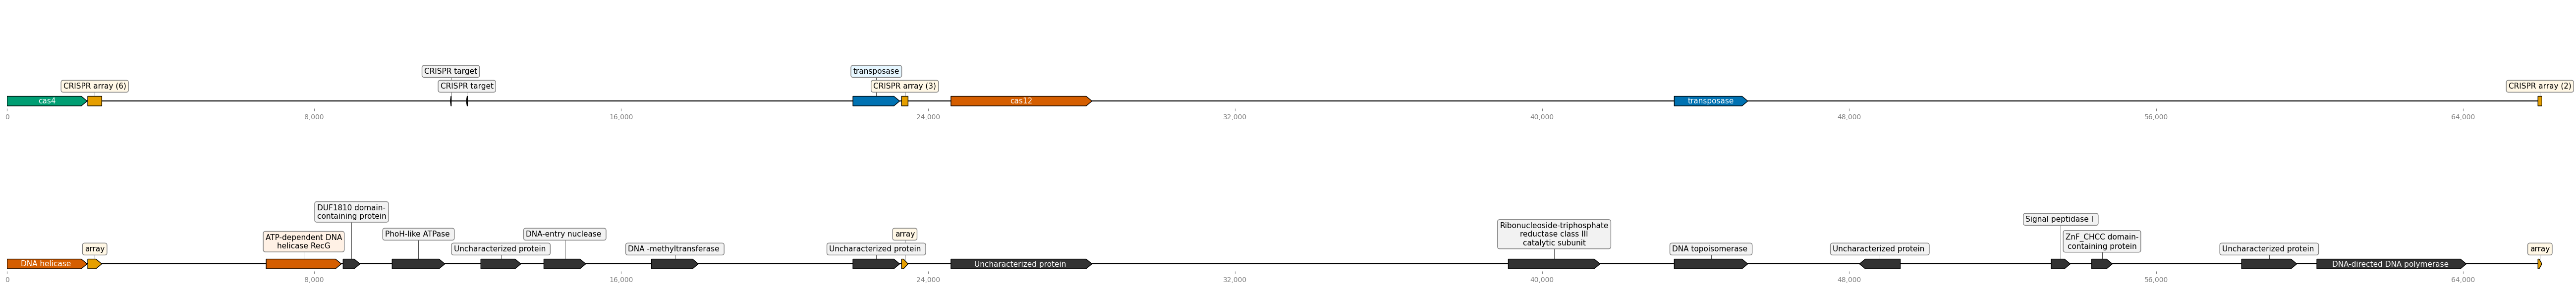 CRISPR target
transposase
CRISPR array (6)
CRISPR target
CRISPR array (3)
CRISPR array (2)
cas4
cas12
transposase
0
8,000
16,000
24,000
32,000
40,000
48,000
56,000
64,000
DUF1810 domain-
containing protein
Signal peptidase I
Ribonucleoside-triphosphate
reductase class III
catalytic subunit
ATP-dependent DNA
helicase RecG
PhoH-like ATPase
DNA-entry nuclease
array
ZnF_CHCC domain-
containing protein
array
Uncharacterized protein
DNA -methyltransferase
Uncharacterized protein
DNA topoisomerase
Uncharacterized protein
Uncharacterized protein
array
DNA helicase
Uncharacterized protein
DNA-directed DNA polymerase
0
8,000
16,000
24,000
32,000
40,000
48,000
56,000
64,000